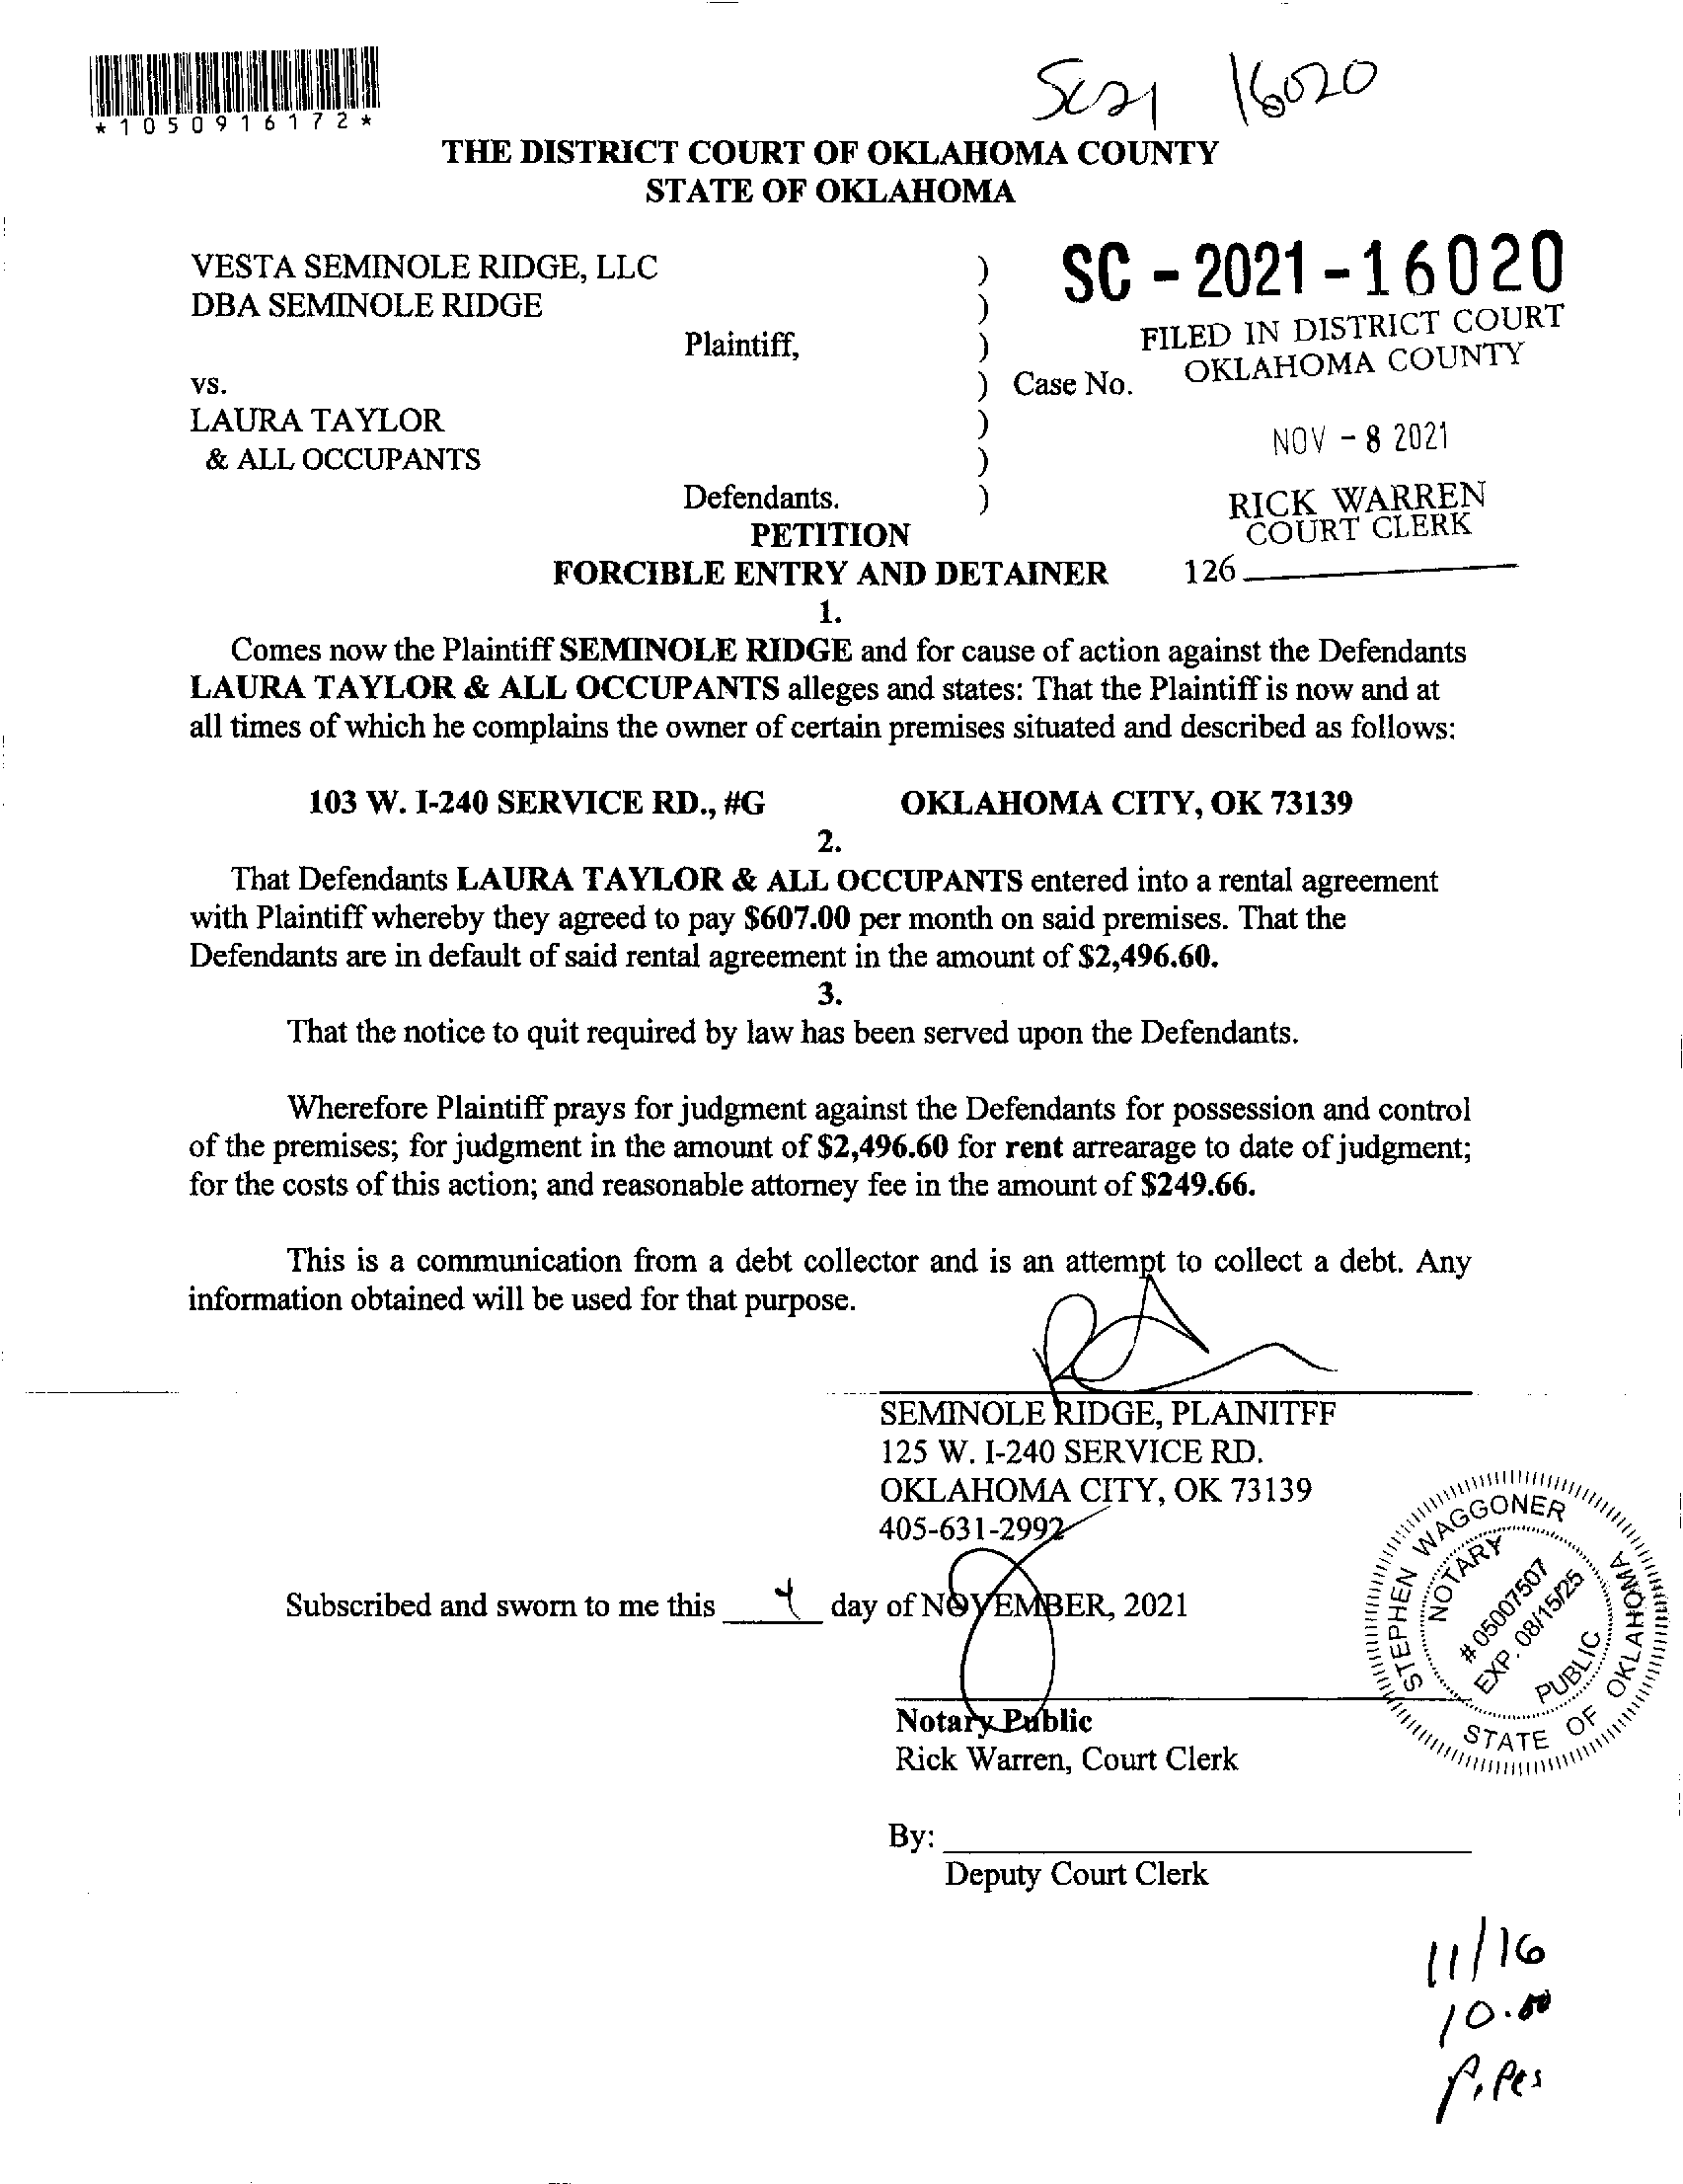 *1050916172*
SC21 16020
THE DISTRICT COURT OF OKLAHOMA COUNTY
STATE OF OKLAHOMA
VESTA SEMINOLE RIDGE, LLC )
DBA SEMINOLE RIDGE )
Plaintiff, )
vs. ) Case No.
LAURA TAYLOR )
& ALL OCCUPANTS )
Defendants. )
SC - 2021 - 16020
FILED IN DISTRICT COURT
OKLAHOMA COUNTY
NOV - 8 2021
RICK WARREN
COURT CLERK
126
PETITION
FORCIBLE ENTRY AND DETAINER
1.
Comes now the Plaintiff SEMINOLE RIDGE and for cause of action against the Defendants
LAURA TAYLOR & ALL OCCUPANTS alleges and states: That the Plaintiff is now and at
all times of which he complains the owner of certain premises situated and described as follows:
103 W. I-240 SERVICE RD., #G OKLAHOMA CITY, OK 73139
2.
That Defendants LAURA TAYLOR & ALL OCCUPANTS entered into a rental agreement
with Plaintiff whereby they agreed to pay $607.00 per month on said premises. That the
Defendants are in default of said rental agreement in the amount of $2,496.60.
3.
That the notice to quit required by law has been served upon the Defendants.
Wherefore Plaintiff prays for judgment against the Defendants for possession and control
of the premises; for judgment in the amount of $2,496.60 for rent arrearage to date of judgment;
for the costs of this action; and reasonable attorney fee in the amount of $249.66.
This is a communication from a debt collector and is an attempt to collect a debt. Any
information obtained will be used for that purpose.
SEMINOLE RIDGE, PLAINITFF
125 W. I-240 SERVICE RD.
OKLAHOMA CITY, OK 73139
405-631-2992
Subscribed and sworn to me this day of NOVEMBER, 2021
STEPHEN WAGGONER
NOTARY PUBLIC
# 05007507
EXP. 08/15/25
STATE OF OKLAHOMA
Notary Public
Rick Warren, Court Clerk
By:
Deputy Court Clerk
11/16
10.00